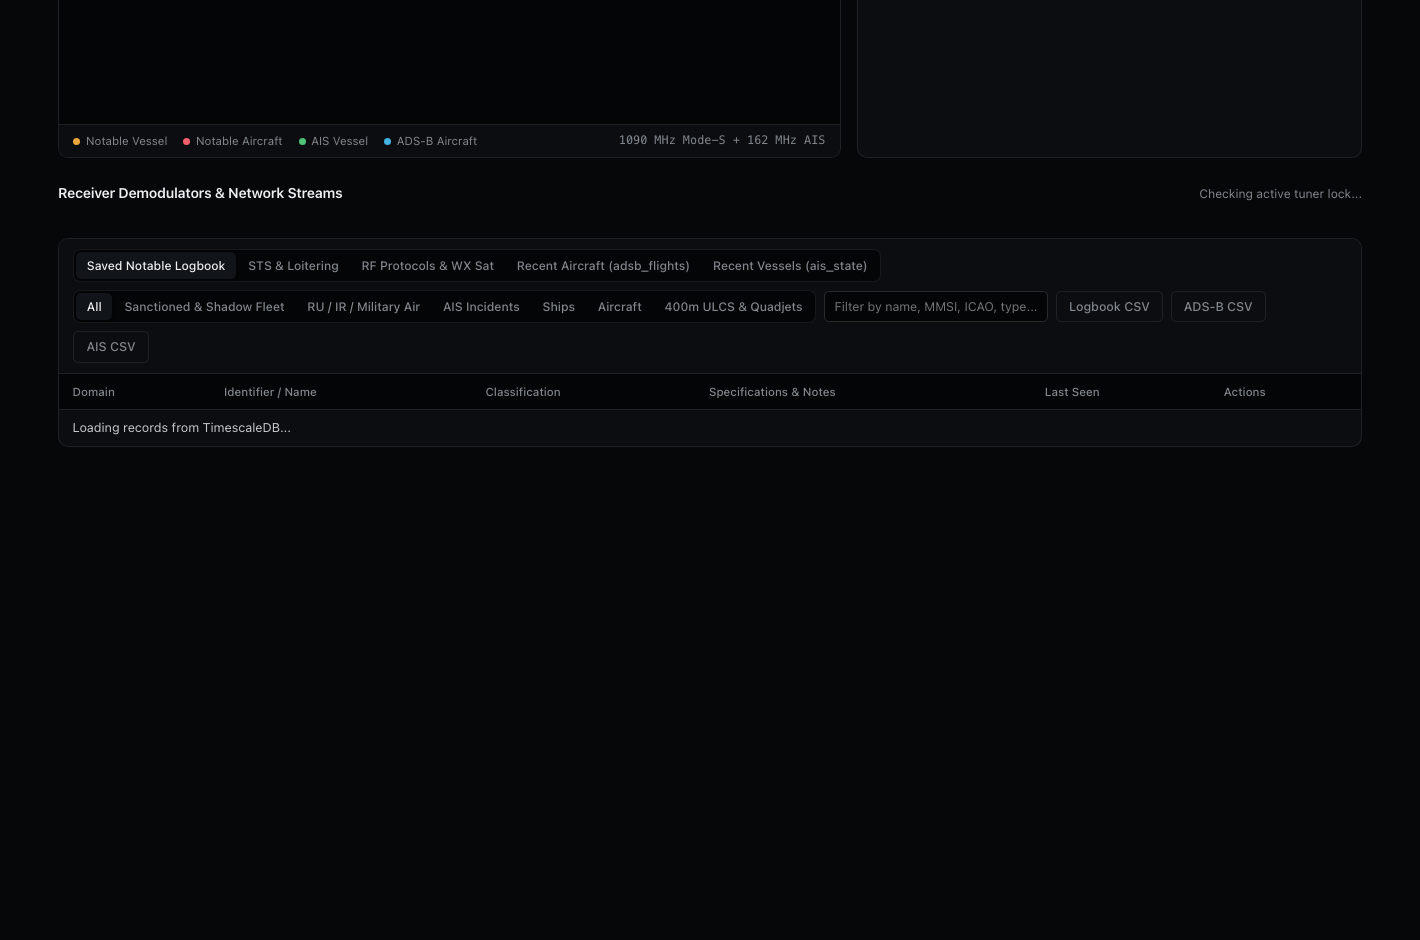 Notable Vessel Notable Aircraft AIS Vessel ADS-B Aircraft 1090 MHz Mode-S + 162 MHz AIS
Receiver Demodulators & Network Streams Checking active tuner lock...
Saved Notable Logbook STS & Loitering RF Protocols & WX Sat Recent Aircraft (adsb_flights) Recent Vessels (ais_state)
All Sanctioned & Shadow Fleet RU / IR / Military Air AIS Incidents Ships Aircraft 400m ULCS & Quadjets Filter by name, MMSI, ICAO, type... Logbook CSV ADS-B CSV
AIS CSV
Domain Identifier / Name Classification Specifications & Notes Last Seen Actions
Loading records from TimescaleDB...